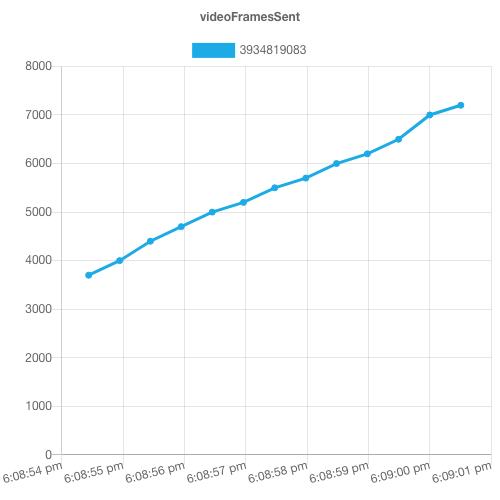 videoFramesSent
3934819083
8000
7000
6000
5000
4000
3000
2000
1000
0
6:08:54 pm
6:08:55 pm
6:08:56 pm
6:08:57 pm
6:08:58 pm
6:08:59 pm
6:09:00 pm
6:09:01 pm